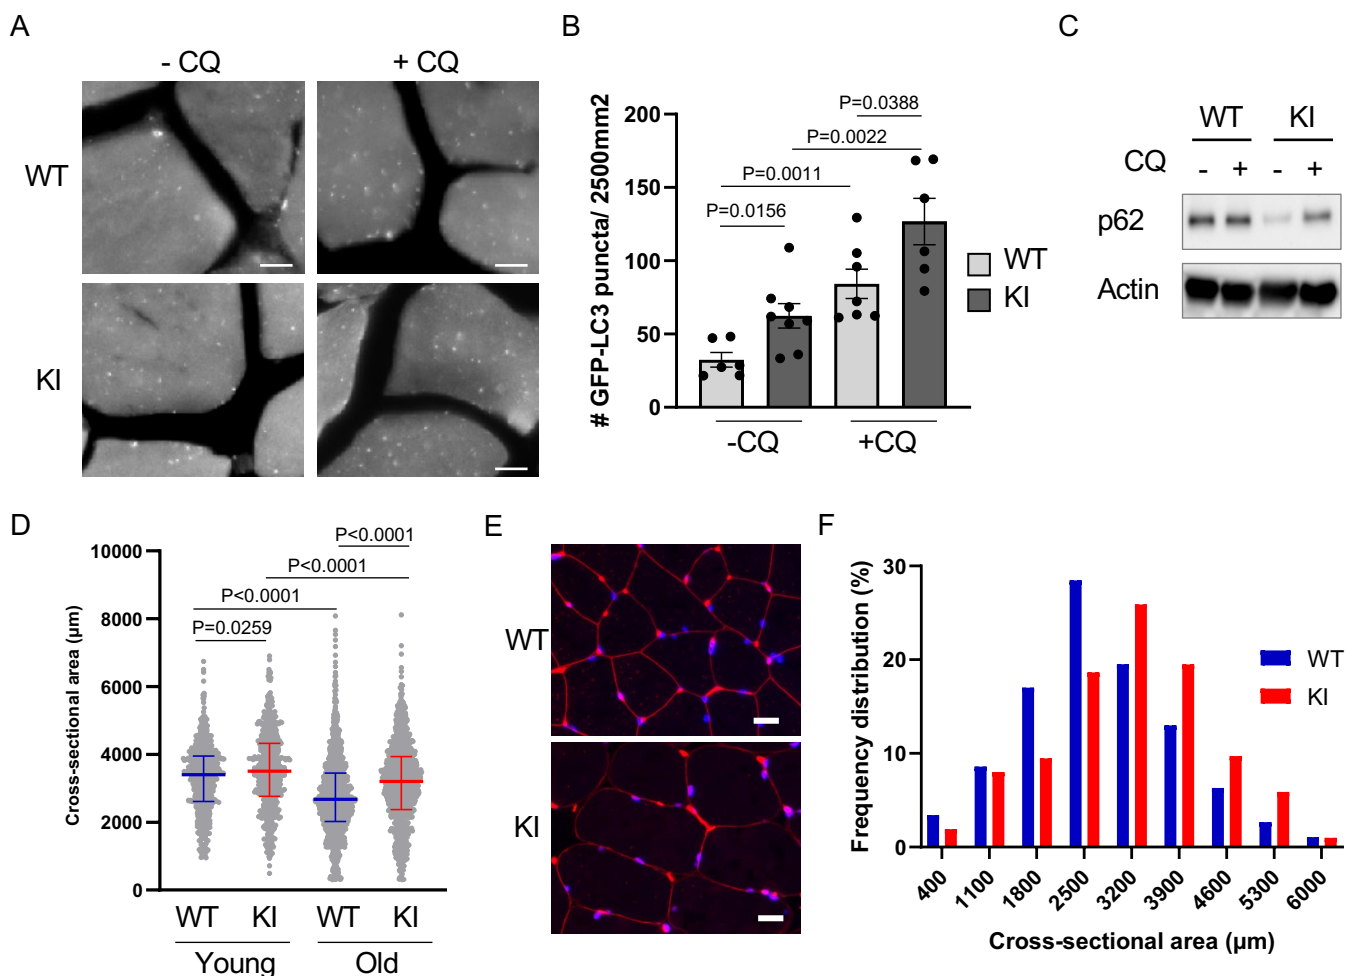 A
- CQ
+ CQ
WT
KI
B
# GFP-LC3 puncta/ 2500mm2
200
150
100
50
0
P=0.0388
P=0.0022
P=0.0011
P=0.0156
WT
KI
-CQ
+CQ
C
WT KI
CQ - + - +
p62
Actin
D
Cross-sectional area (μm)
10000
8000
6000
4000
2000
0
P<0.0001
P<0.0001
P<0.0001
P=0.0259
WT KI WT KI
Young Old
E
WT
KI
F
Frequency distribution (%)
30
20
10
0
WT
KI
400 1100 1800 2500 3200 3900 4600 5300 6000
Cross-sectional area (μm)